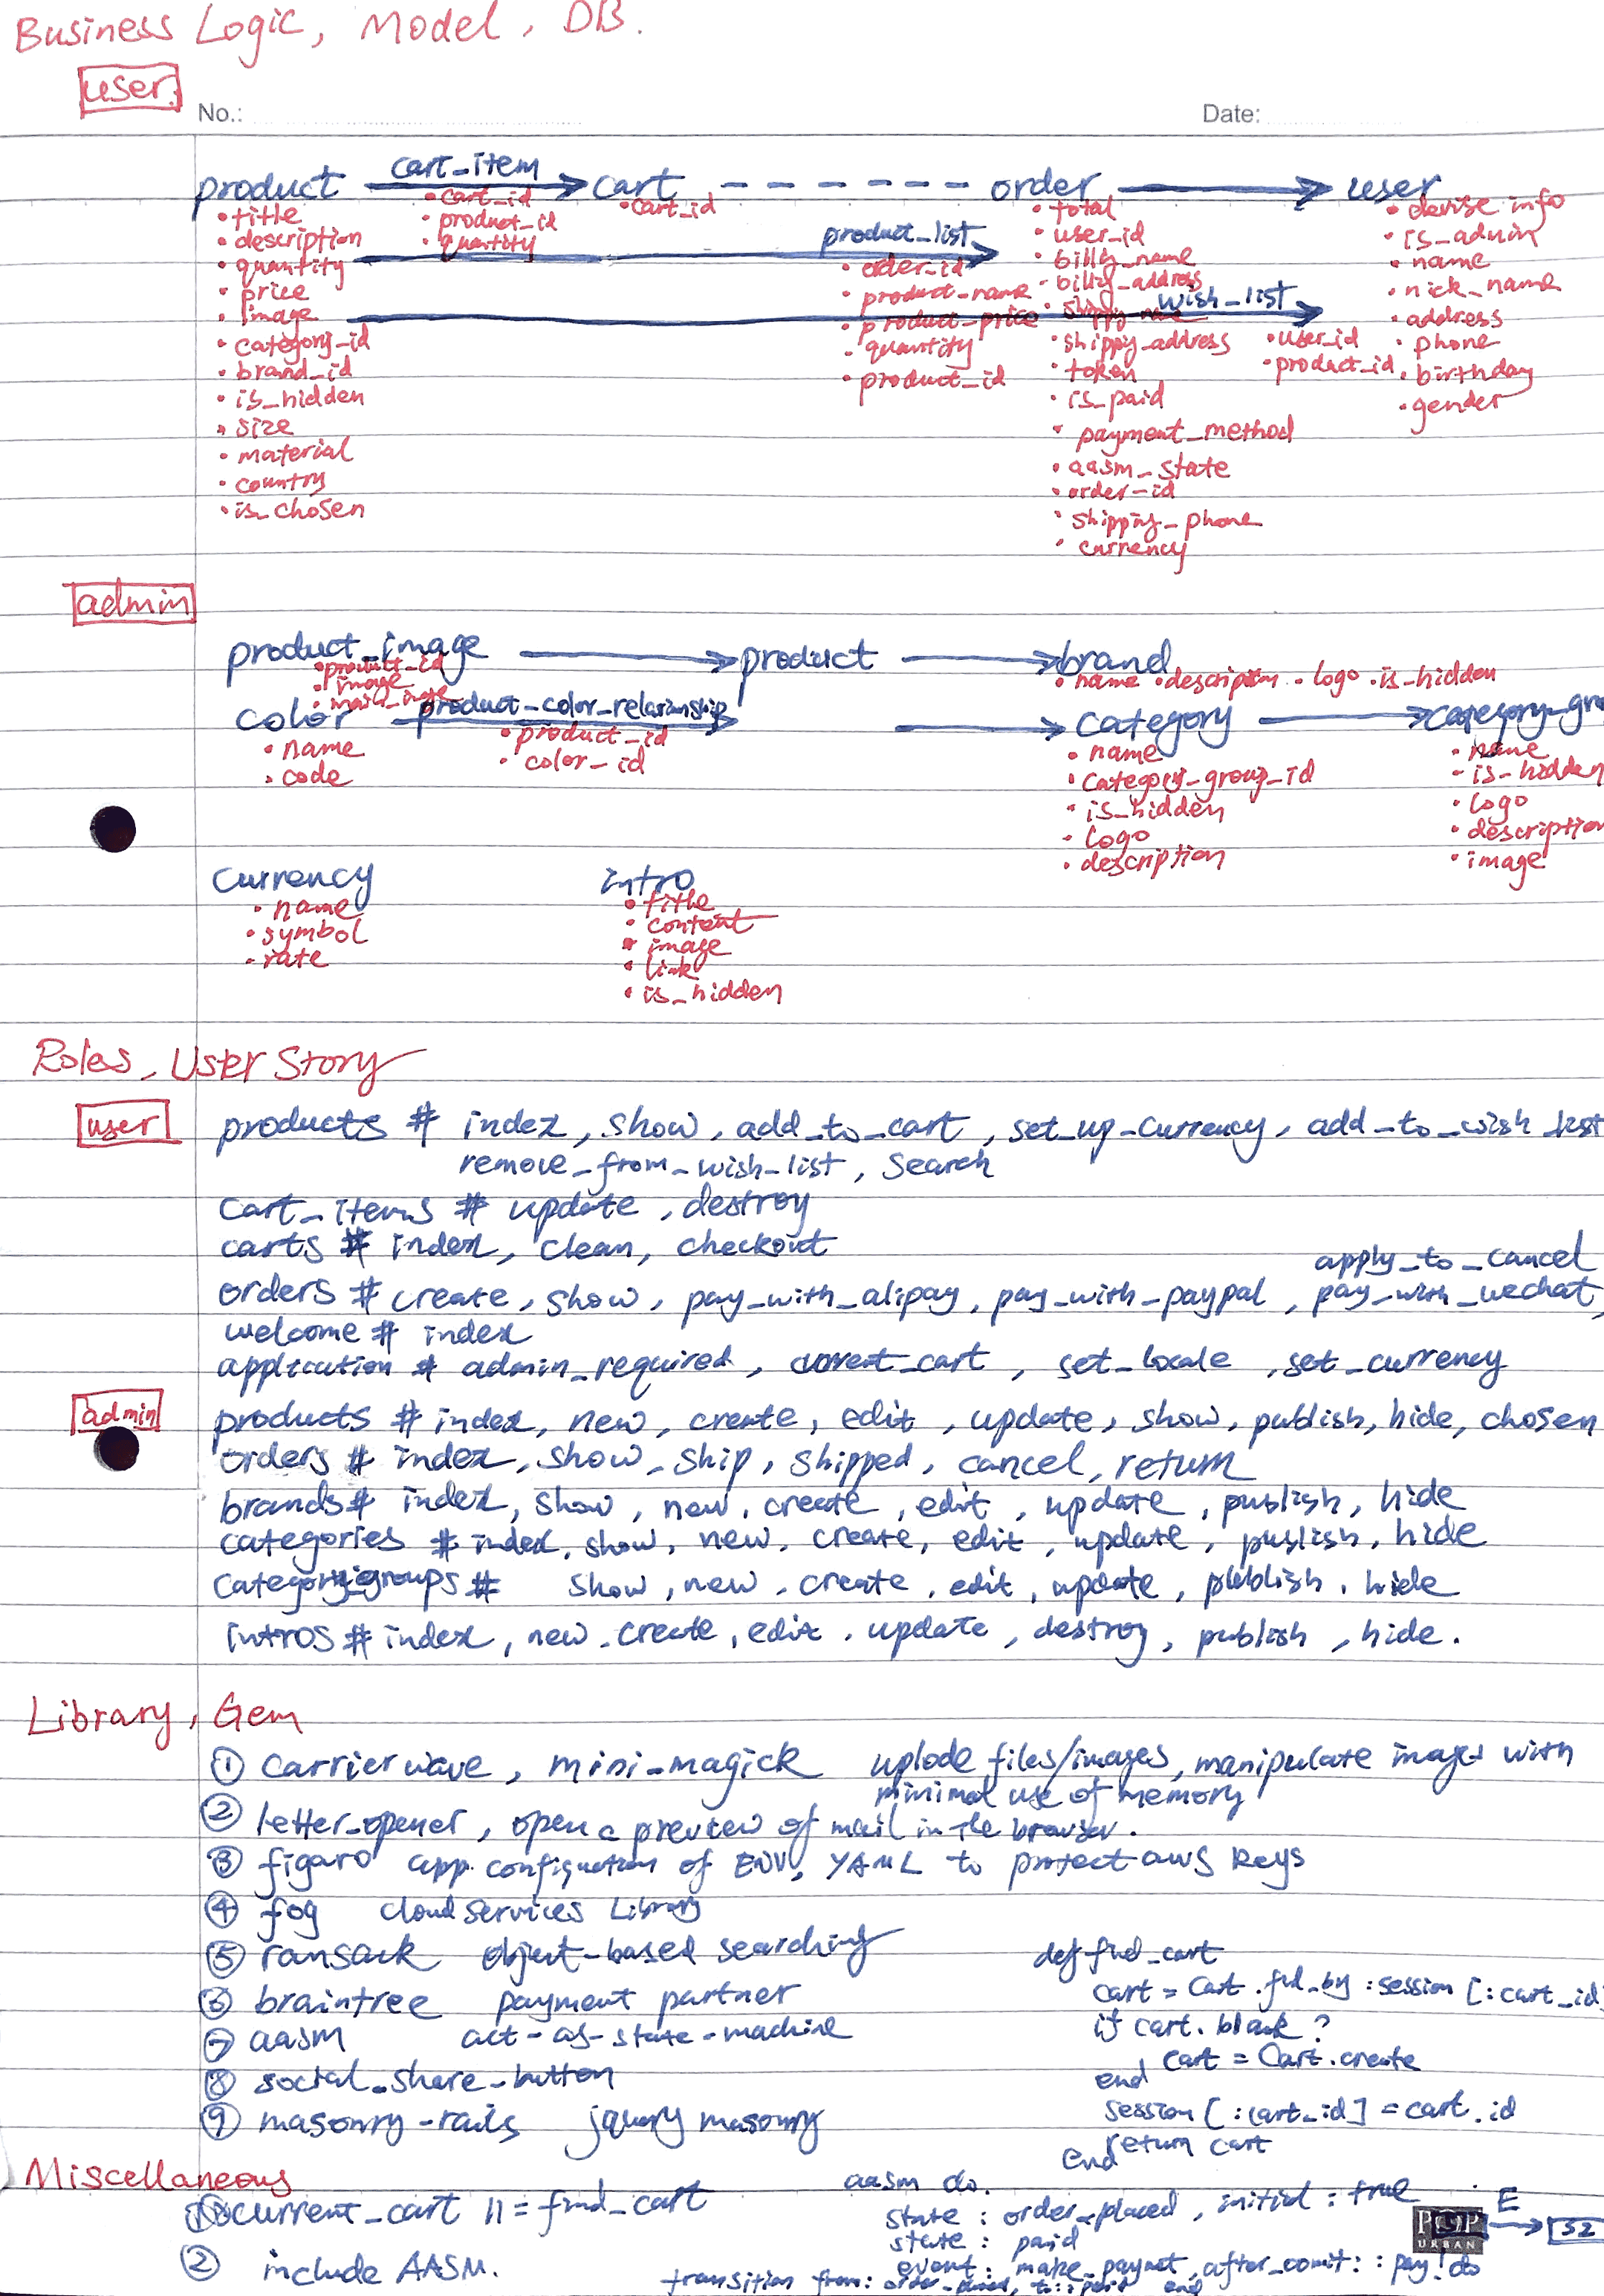 Business Logic, Model, DB.
user
No.:
Date:
product cart_item cart order user
• title
• description
• quantity
• price
• image
• category_id
• brand_id
• is_hidden
• size
• material
• country
• is_chosen
• cart_id
• product_id
• quantity
• cart_id
product_list
• order_id
• product_name
• product_price
• quantity
• product_id
• total
• user_id
• billy_name
• billy_address
• shippy_name
• shippy_address
• token
• is_paid
• payment_method
• aasm_state
• order_id
• shipping_phone
• currency
wish_list
• user_id
• product_id
• devise info
• is_admin
• name
• nick_name
• address
• phone
• birthday
• gender
admin
product_image product brand
• product_id
• image
• name • description • logo • is_hidden
color product_color_relationship category category_gro
• name
• code
• product_id
• color_id
• name
• category_group_id
• is_hidden
• logo
• description
• name
• is_hidden
• logo
• description
• image
currency
• name
• symbol
• rate
intro
• title
• content
• image
• link
• is_hidden
Roles, User Story
user
products # index, show, add_to_cart, set_up_currency, add_to_wish_list
remove_from_wish_list, search
cart_items # update, destroy
carts # index, clean, checkout
apply_to_cancel
orders # create, show, pay_with_alipay, pay_with_paypal, pay_with_wechat,
welcome # index
application # admin_required, current_cart, set_locale, set_currency
admin
products # index, new, create, edit, update, show, publish, hide, chosen
orders # index, show, ship, shipped, cancel, return
brands # index, show, new, create, edit, update, publish, hide
categories # index, show, new, create, edit, update, publish, hide
category_groups # show, new, create, edit, update, publish, hide
intros # index, new, create, edit, update, destroy, publish, hide.
Library, Gem
① carrierwave, mini-magick uplode files/images, manipulate images with
minimal use of memory
② letter_opener, open a preview of mail in the browser.
③ figaro app configuration of ENV, YAML to protect aws keys
④ fog cloud services Library
⑤ ransack object-based searching
⑥ braintree payment partner
⑦ aasm act-as-state-machine
⑧ social_share_button
⑨ masonry-rails jquery masonry
def find_cart
cart = Cart.find_by :session [:cart_id]
if cart.blank?
cart = Cart.create
end
session [:cart_id] = cart.id
return cart
end
Miscellaneous
① current_cart ||= find_cart
② include AASM.
aasm do.
state : order_placed, initial : true
state : paid
event : make_paymet, after_comit: : pay! do
transition from: order_placed, to: : paid end
POP
URBAN
E
S2